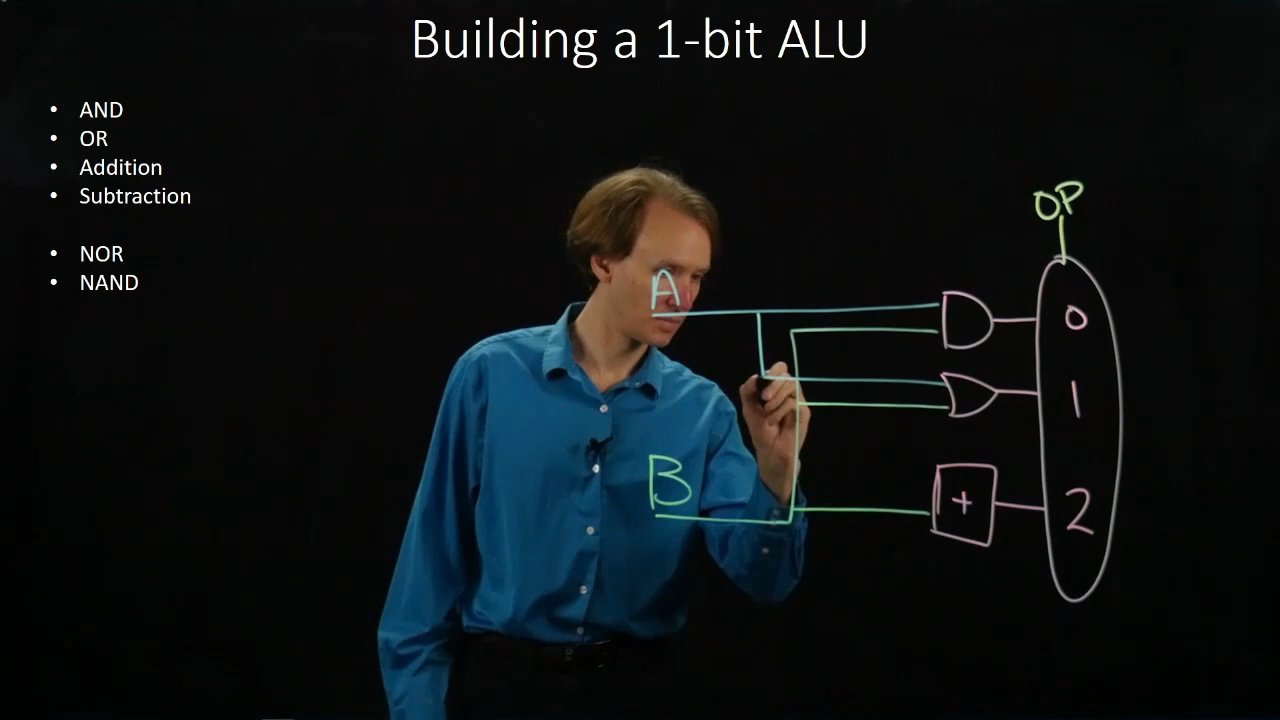 Building a 1-bit ALU
• AND
• OR
• Addition
• Subtraction
• NOR
• NAND
OP
A
0
1
B
+
2